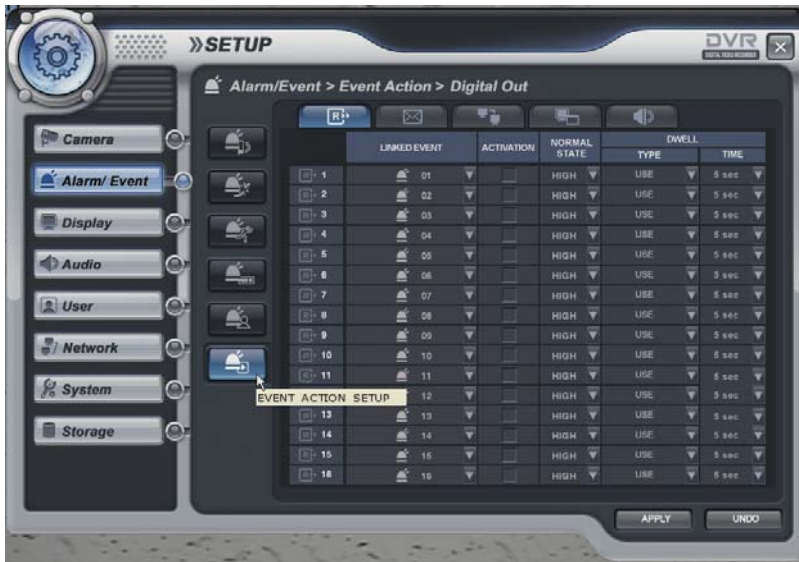 SETUP
DVR
DIGITAL VIDEO RECORDER
Alarm/Event > Event Action > Digital Out
Camera
Alarm/ Event
Display
Audio
User
Network
System
Storage
LINKED EVENT ACTIVATION NORMAL STATE DWELL
TYPE TIME
1 01 HIGH USE 5 sec
2 02 HIGH USE 5 sec
3 03 HIGH USE 5 sec
4 04 HIGH USE 5 sec
5 05 HIGH USE 5 sec
6 06 HIGH USE 5 sec
7 07 HIGH USE 5 sec
8 08 HIGH USE 5 sec
9 09 HIGH USE 5 sec
10 10 HIGH USE 5 sec
11 11 HIGH USE 5 sec
EVENT ACTION SETUP 12 HIGH USE 5 sec
13 13 HIGH USE 5 sec
14 14 HIGH USE 5 sec
15 15 HIGH USE 5 sec
16 16 HIGH USE 5 sec
APPLY UNDO